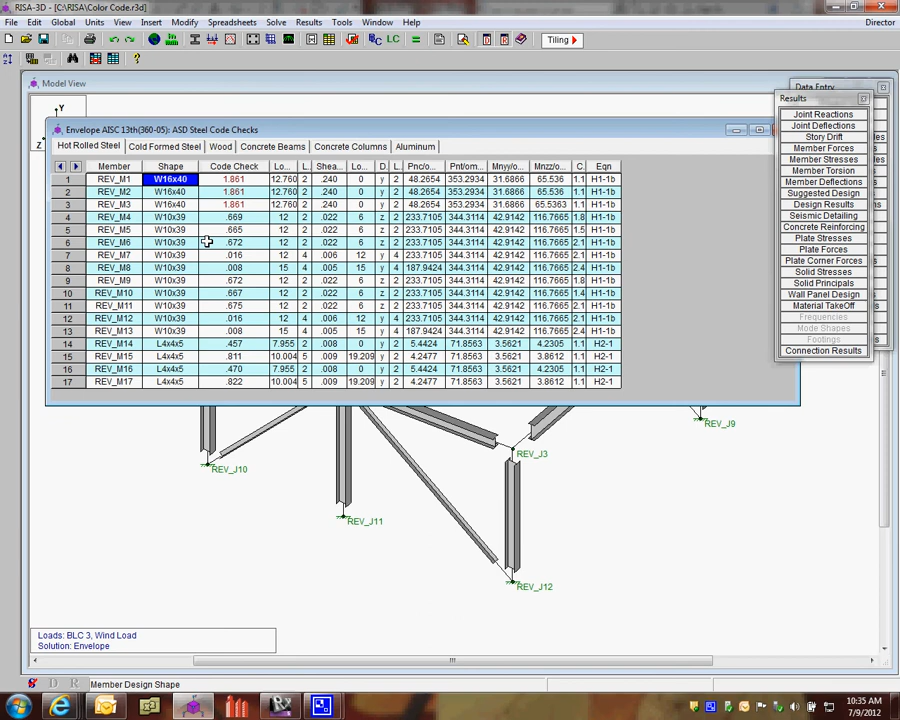 RISA-3D - [C:\RISA\Color Code.r3d]
File Edit Units View Insert Modify Spreadsheets Solve Results Tools Window Help Director
Tiling
Model View
Data Entry
Results
Y
Z
Envelope AISC 13th(360-05): ASD Steel Code Checks
Hot Rolled Steel Cold Formed Steel Wood Concrete Beams Concrete Columns Aluminum
Member Shape Code Check Lo... L Shea... Lo... D L. Pnc/o... Pnt/om... Mnyy/o... Mnzz/o... C. Eqn
1 REV_M1 W16x40 1.861 12.760 2 .240 0 y 2 48.2654 353.2934 31.6866 65.536 1.1 H1-1b
2 REV_M2 W16x40 1.861 12.760 2 .240 0 y 2 48.2654 353.2934 31.6866 65.536 1.1 H1-1b
3 REV_M3 W16x40 1.861 12.760 2 .240 0 y 2 48.2654 353.2934 31.6866 65.5363 1.1 H1-1b
4 REV_M4 W10x39 .669 12 2 .022 6 z 2 233.7105 344.3114 42.9142 116.7665 1.8 H1-1b
5 REV_M5 W10x39 .665 12 2 .022 6 z 2 233.7105 344.3114 42.9142 116.7665 1.5 H1-1b
6 REV_M6 W10x39 .672 12 2 .022 6 z 2 233.7105 344.3114 42.9142 116.7665 2.1 H1-1b
7 REV_M7 W10x39 .016 12 4 .006 12 y 4 233.7105 344.3114 42.9142 116.7665 2.1 H1-1b
8 REV_M8 W10x39 .008 15 4 .005 15 z 4 187.9424 344.3114 42.9142 116.7665 2.4 H1-1b
9 REV_M9 W10x39 .672 12 2 .022 6 z 2 233.7105 344.3114 42.9142 116.7665 1.8 H1-1b
10 REV_M10 W10x39 .667 12 2 .022 6 z 2 233.7105 344.3114 42.9142 116.7665 1.4 H1-1b
11 REV_M11 W10x39 .675 12 2 .022 6 z 2 233.7105 344.3114 42.9142 116.7665 2.1 H1-1b
12 REV_M12 W10x39 .016 12 4 .006 12 y 4 233.7105 344.3114 42.9142 116.7665 2.1 H1-1b
13 REV_M13 W10x39 .008 15 4 .005 15 z 4 187.9424 344.3114 42.9142 116.7665 2.4 H1-1b
14 REV_M14 L4x4x5 .457 7.955 2 .008 0 y 2 5.4424 71.8563 3.5621 4.2305 1.1 H2-1
15 REV_M15 L4x4x5 .811 10.004 5 .009 19.209 z 2 4.2477 71.8563 3.5621 3.8612 1.1 H2-1
16 REV_M16 L4x4x5 .470 7.955 2 .008 0 y 2 5.4424 71.8563 3.5621 4.2305 1.1 H2-1
17 REV_M17 L4x4x5 .822 10.004 5 .009 19.209 z 2 4.2477 71.8563 3.5621 3.8612 1.1 H2-1
Joint Reactions
Joint Deflections
Story Drift
Member Forces
Member Stresses
Member Torsion
Member Deflections
Suggested Design
Design Results
Seismic Detailing
Concrete Reinforcing
Plate Stresses
Plate Forces
Plate Corner Forces
Solid Stresses
Solid Principals
Wall Panel Design
Material TakeOff
Frequencies
Mode Shapes
Footings
Connection Results
REV_J9
REV_J3
REV_J10
REV_J11
REV_J12
Loads: BLC 3, Wind Load
Solution: Envelope
D R Member Design Shape
10:35 AM
7/9/2012